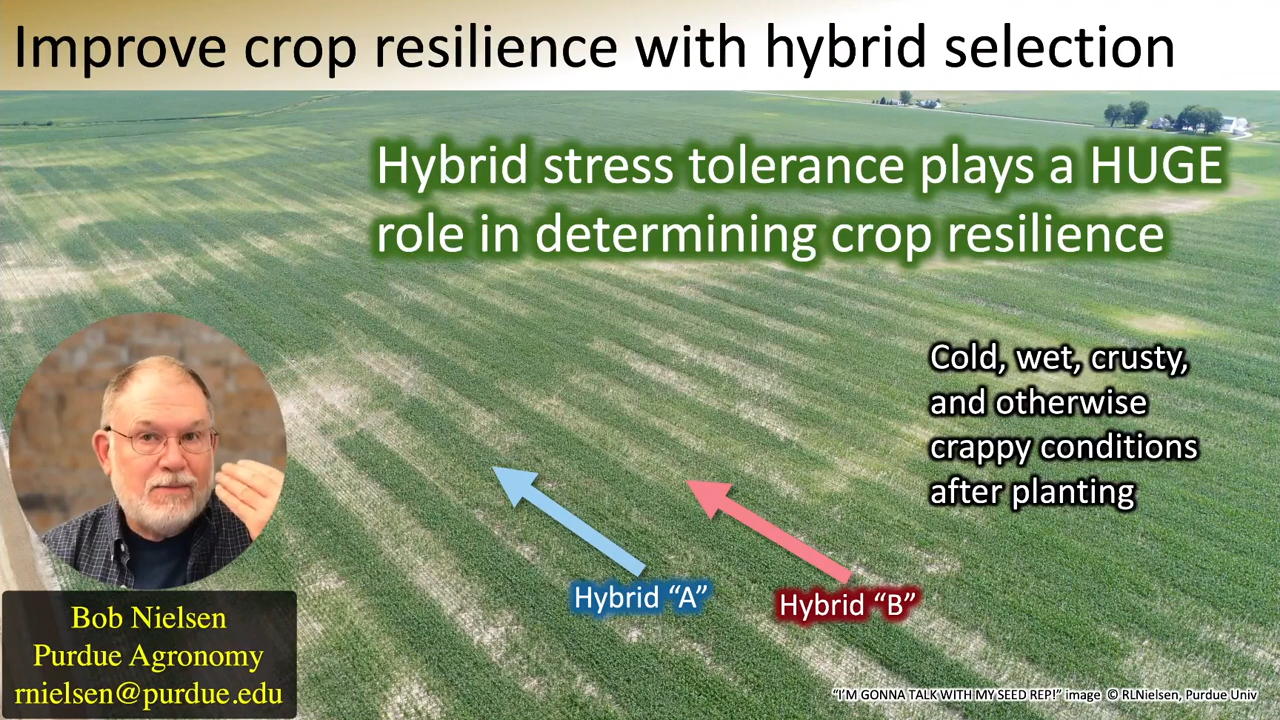 Improve crop resilience with hybrid selection
Hybrid stress tolerance plays a HUGE
role in determining crop resilience
Cold, wet, crusty,
and otherwise
crappy conditions
after planting
Hybrid “A”
Hybrid “B”
Bob Nielsen
Purdue Agronomy
rnielsen@purdue.edu
“I’M GONNA TALK WITH MY SEED REP!” image © RLNielsen, Purdue Univ